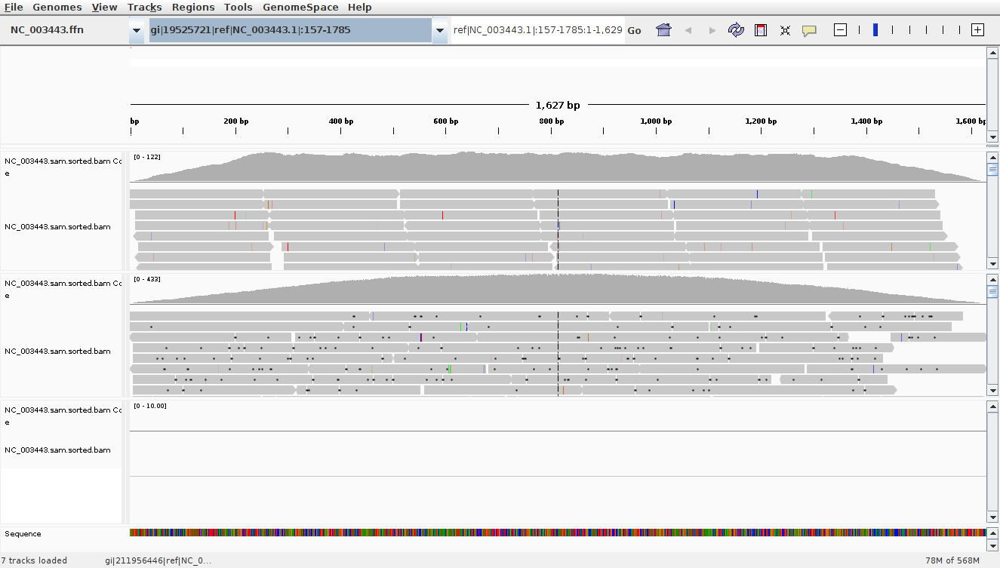 File Genomes View Tracks Regions Tools GenomeSpace Help
NC_003443.ffn gi|19525721|ref|NC_003443.1|:157-1785 ref|NC_003443.1|:157-1785:1-1,629 Go
1,627 bp
bp 200 bp 400 bp 600 bp 800 bp 1,000 bp 1,200 bp 1,400 bp 1,600 bp
NC_003443.sam.sorted.bam Co
e
[0 - 122]
NC_003443.sam.sorted.bam
NC_003443.sam.sorted.bam Co
e
[0 - 433]
NC_003443.sam.sorted.bam
NC_003443.sam.sorted.bam Co
e
[0 - 10.00]
NC_003443.sam.sorted.bam
Sequence
7 tracks loaded gi|211956446|ref|NC_0... 78M of 568M